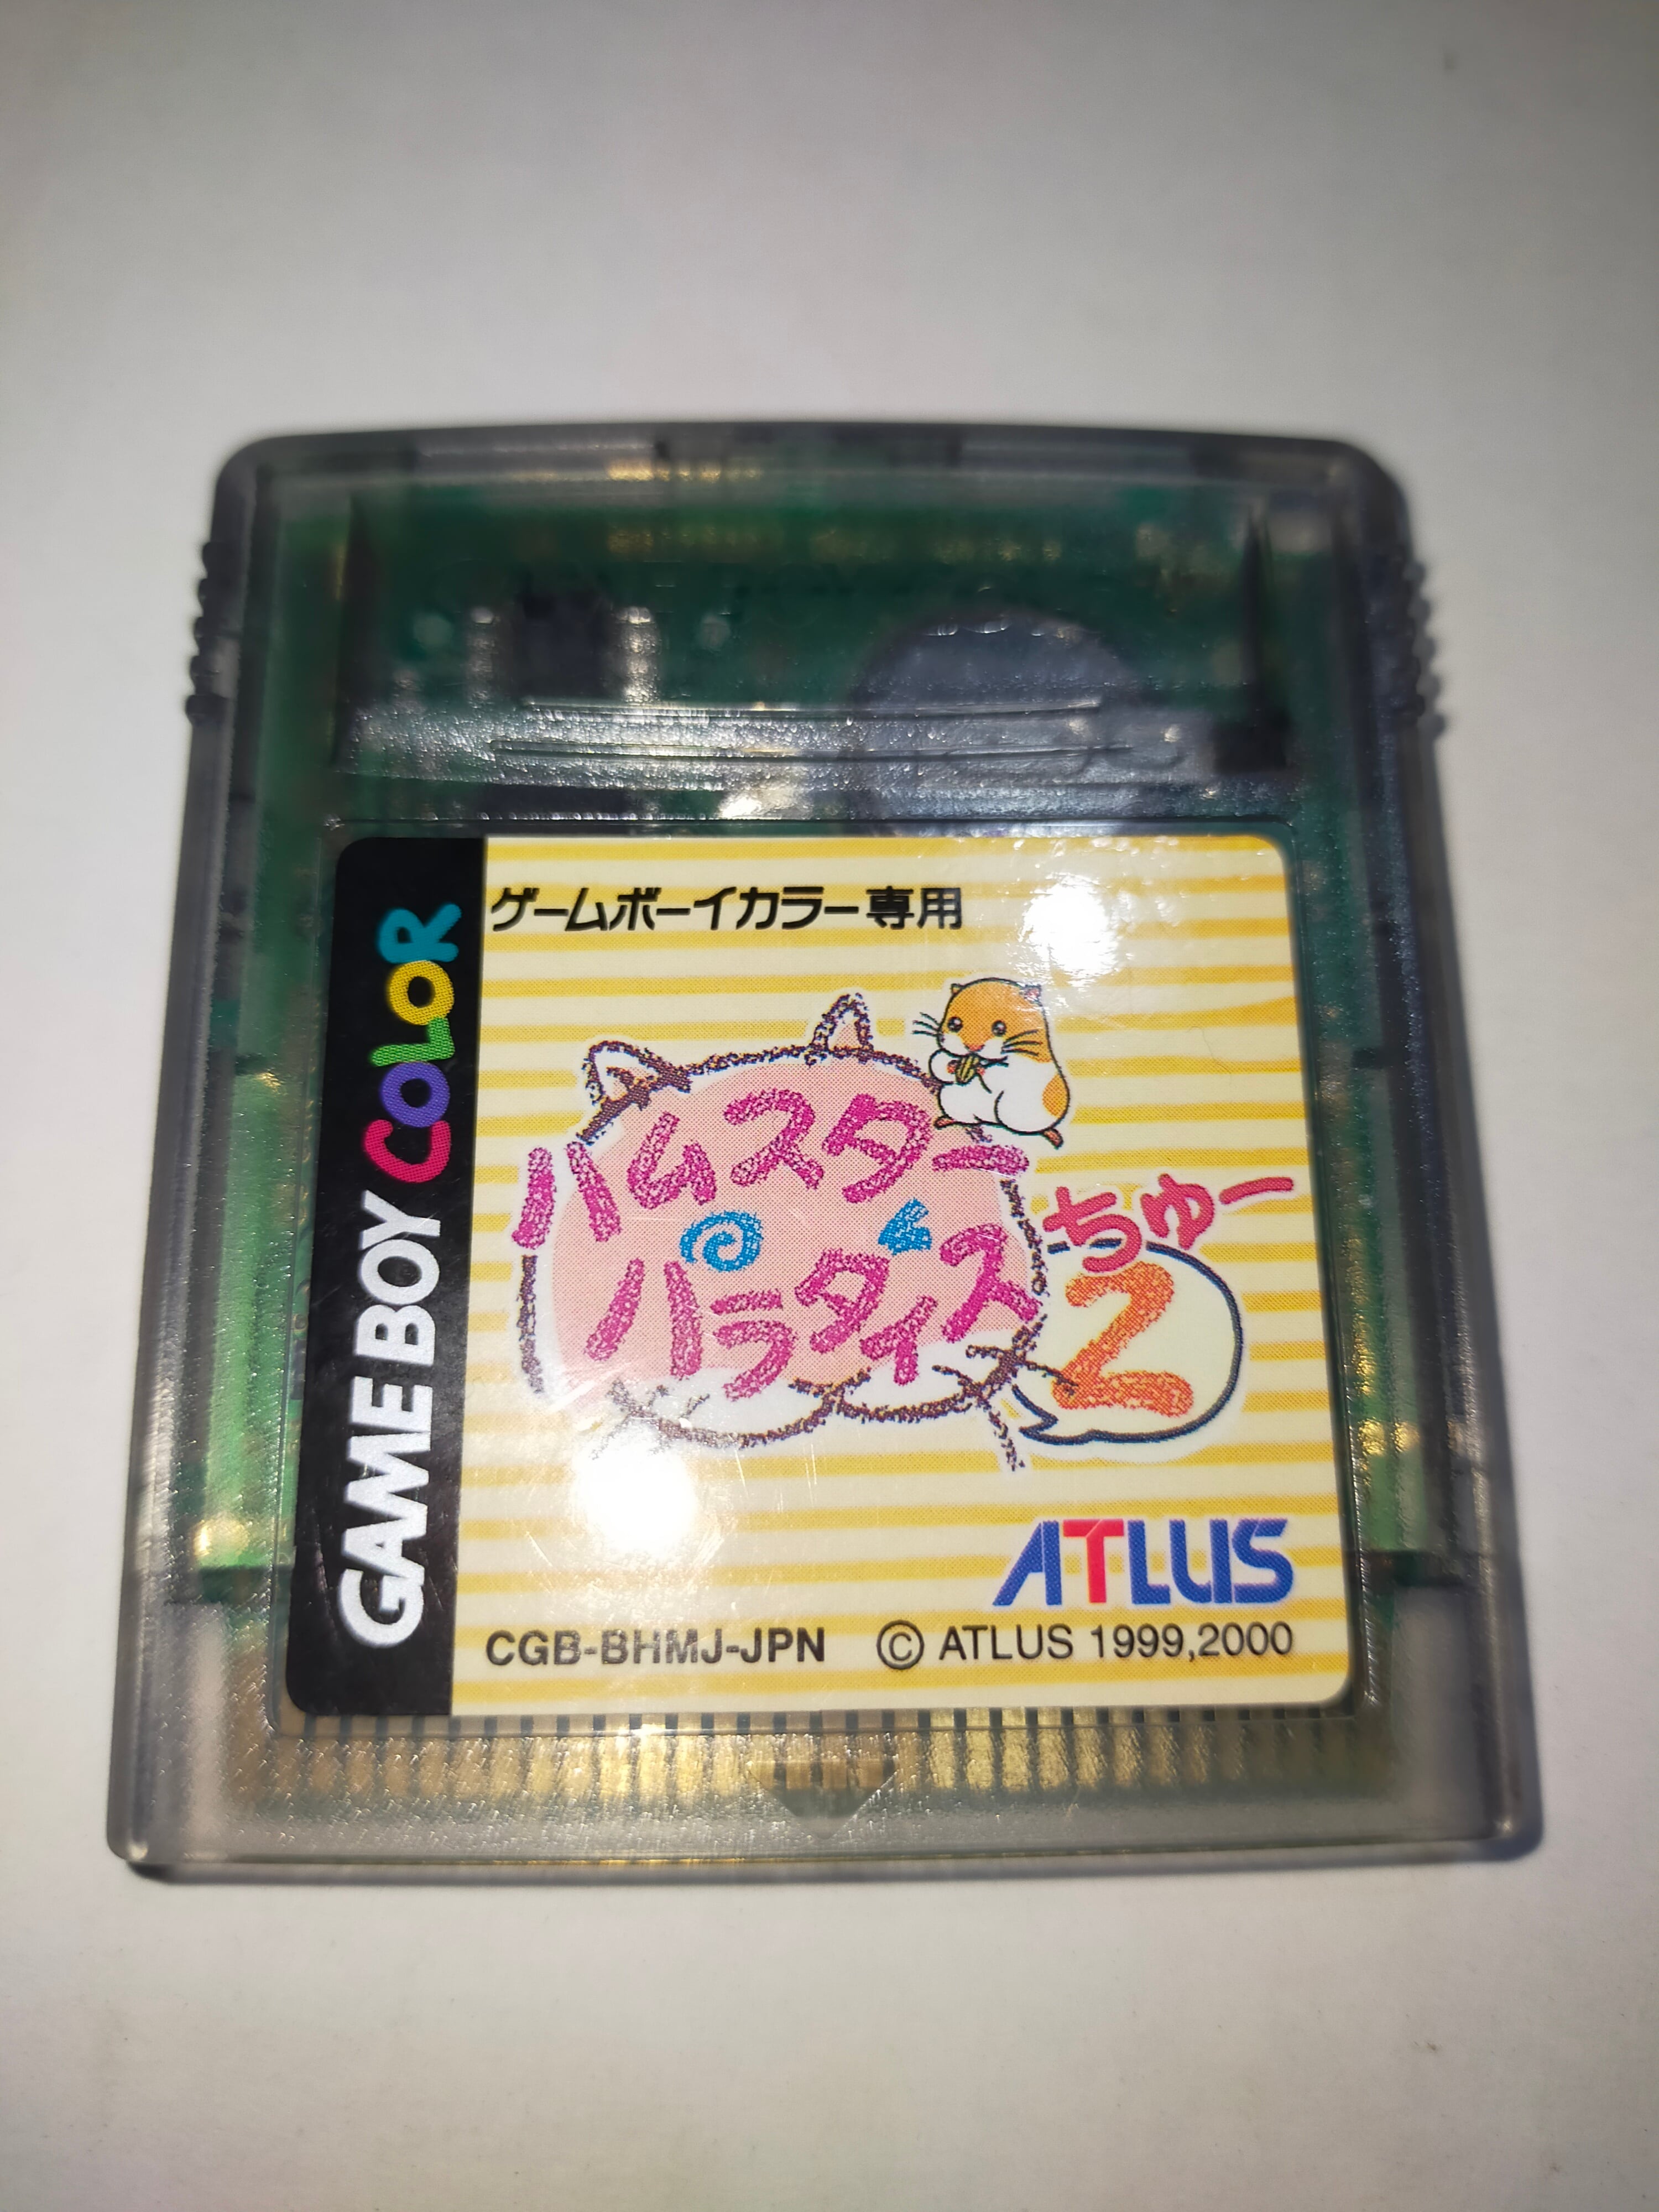 GAME BOY COLOR
ゲームボーイカラー専用
ハムスター
パラダイス
ちゅー
2
ATLUS
CGB-BHMJ-JPN © ATLUS 1999,2000